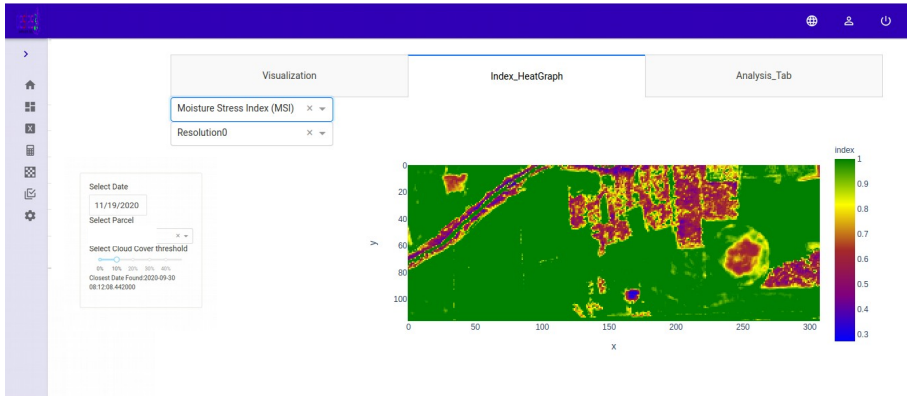 Visualization
Index_HeatGraph
Analysis_Tab
Moisture Stress Index (MSI) ×
Resolution0 ×
Select Date
11/19/2020
Select Parcel
×
Select Cloud Cover threshold
0% 10% 20% 30% 40%
Closest Date Found:2020-09-30
08:12:08.442000
index
1
0.9
0.8
0.7
0.6
0.5
0.4
0.3
0
20
40
60
80
100
y
0 50 100 150 200 250 300
x